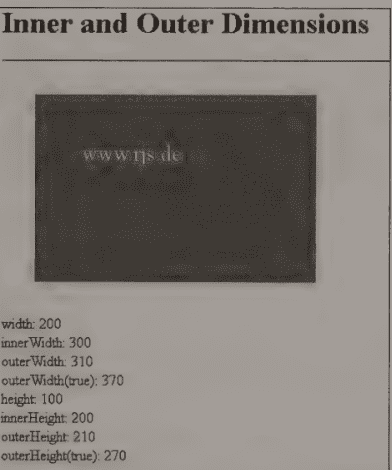 Inner and Outer Dimensions
www.rjs.de
width: 200
innerWidth: 300
outerWidth: 310
outerWidth(true): 370
height: 100
innerHeight: 200
outerHeight: 210
outerHeight(true): 270